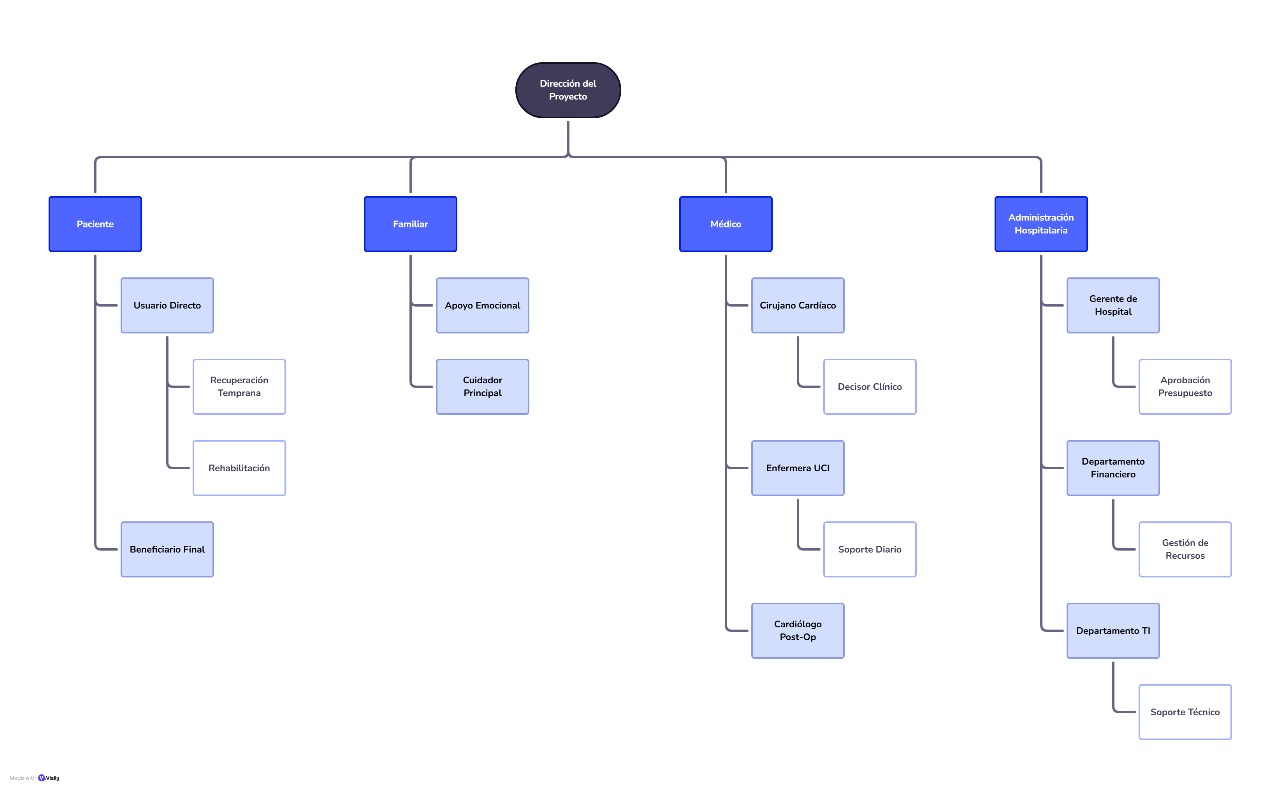 Dirección del
Proyecto
Paciente
Familiar
Médico
Administración
Hospitalaria
Usuario Directo
Apoyo Emocional
Cirujano Cardíaco
Gerente de
Hospital
Recuperación
Temprana
Cuidador
Principal
Decisor Clínico
Aprobación
Presupuesto
Rehabilitación
Enfermera UCI
Departamento
Financiero
Beneficiario Final
Soporte Diario
Gestión de
Recursos
Cardiólogo
Post-Op
Departamento TI
Soporte Técnico
Made with Visily